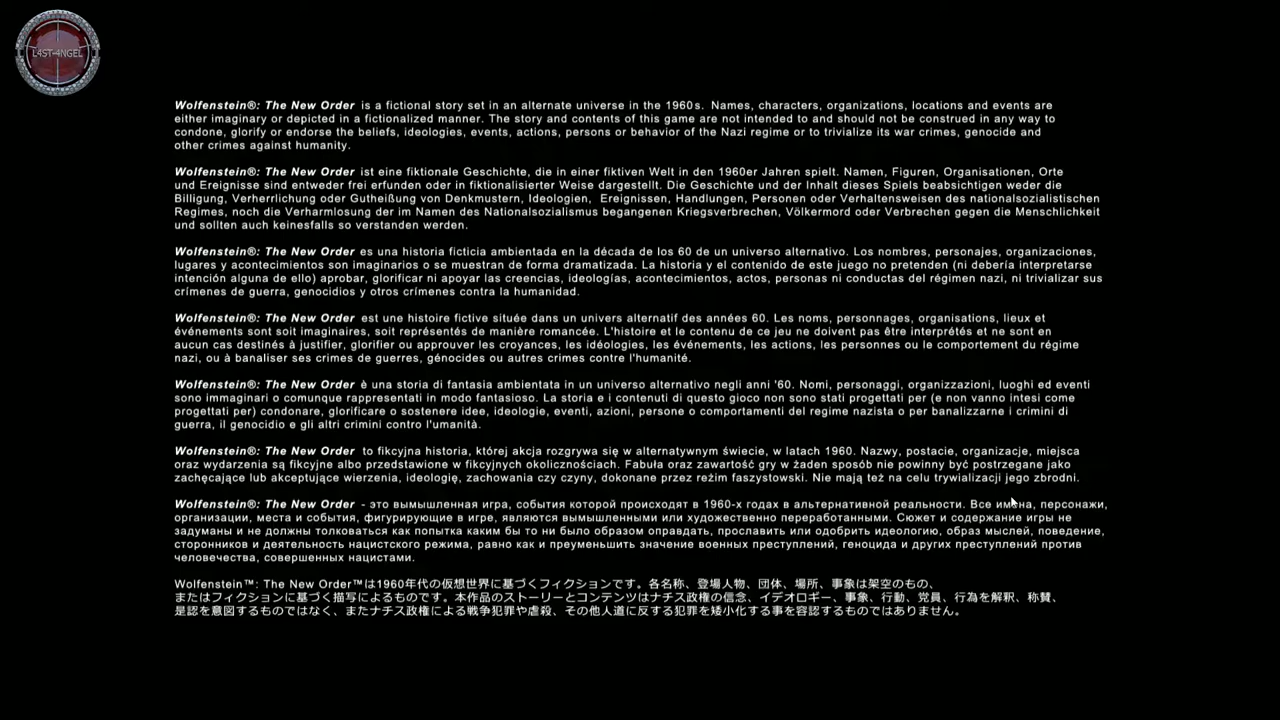 L4ST-4NGEL
Wolfenstein®: The New Order is a fictional story set in an alternate universe in the 1960s. Names, characters, organizations, locations and events are
either imaginary or depicted in a fictionalized manner. The story and contents of this game are not intended to and should not be construed in any way to
condone, glorify or endorse the beliefs, ideologies, events, actions, persons or behavior of the Nazi regime or to trivialize its war crimes, genocide and
other crimes against humanity.
Wolfenstein®: The New Order ist eine fiktionale Geschichte, die in einer fiktiven Welt in den 1960er Jahren spielt. Namen, Figuren, Organisationen, Orte
und Ereignisse sind entweder frei erfunden oder in fiktionalisierter Weise dargestellt. Die Geschichte und der Inhalt dieses Spiels beabsichtigen weder die
Billigung, Verherrlichung oder Gutheißung von Denkmustern, Ideologien, Ereignissen, Handlungen, Personen oder Verhaltensweisen des nationalsozialistischen
Regimes, noch die Verharmlosung der im Namen des Nationalsozialismus begangenen Kriegsverbrechen, Völkermord oder Verbrechen gegen die Menschlichkeit
und sollten auch keinesfalls so verstanden werden.
Wolfenstein®: The New Order es una historia ficticia ambientada en la década de los 60 de un universo alternativo. Los nombres, personajes, organizaciones,
lugares y acontecimientos son imaginarios o se muestran de forma dramatizada. La historia y el contenido de este juego no pretenden (ni debería interpretarse
intención alguna de ello) aprobar, glorificar ni apoyar las creencias, ideologías, acontecimientos, actos, personas ni conductas del régimen nazi, ni trivializar sus
crímenes de guerra, genocidios y otros crímenes contra la humanidad.
Wolfenstein®: The New Order est une histoire fictive située dans un univers alternatif des années 60. Les noms, personnages, organisations, lieux et
événements sont soit imaginaires, soit représentés de manière romancée. L'histoire et le contenu de ce jeu ne doivent pas être interprétés et ne sont en
aucun cas destinés à justifier, glorifier ou approuver les croyances, les idéologies, les événements, les actions, les personnes ou le comportement du régime
nazi, ou à banaliser ses crimes de guerres, génocides ou autres crimes contre l'humanité.
Wolfenstein®: The New Order è una storia di fantasia ambientata in un universo alternativo negli anni '60. Nomi, personaggi, organizzazioni, luoghi ed eventi
sono immaginari o comunque rappresentati in modo fantasioso. La storia e i contenuti di questo gioco non sono stati progettati per (e non vanno intesi come
progettati per) condonare, glorificare o sostenere idee, ideologie, eventi, azioni, persone o comportamenti del regime nazista o per banalizzarne i crimini di
guerra, il genocidio e gli altri crimini contro l'umanità.
Wolfenstein®: The New Order to fikcyjna historia, której akcja rozgrywa się w alternatywnym świecie, w latach 1960. Nazwy, postacie, organizacje, miejsca
oraz wydarzenia są fikcyjne albo przedstawione w fikcyjnych okolicznościach. Fabuła oraz zawartość gry w żaden sposób nie powinny być postrzegane jako
zachęcające lub akceptujące wierzenia, ideologię, zachowania czy czyny, dokonane przez reżim faszystowski. Nie mają też na celu trywializacji jego zbrodni.
Wolfenstein®: The New Order - это вымышленная игра, события которой происходят в 1960-х годах в альтернативной реальности. Все имена, персонажи,
организации, места и события, фигурирующие в игре, являются вымышленными или художественно переработанными. Сюжет и содержание игры не
задуманы и не должны толковаться как попытка каким бы то ни было образом оправдать, прославить или одобрить идеологию, образ мыслей, поведение,
сторонников и деятельность нацистского режима, равно как и преуменьшить значение военных преступлений, геноцида и других преступлений против
человечества, совершенных нацистами.
Wolfenstein™: The New Order™は1960年代の仮想世界に基づくフィクションです。各名称、登場人物、団体、場所、事象は架空のもの、
またはフィクションに基づく描写によるものです。本作品のストーリーとコンテンツはナチス政権の信念、イデオロギー、事象、行動、党員、行為を解釈、称賛、
是認を意図するものではなく、またナチス政権による戦争犯罪や虐殺、その他人道に反する犯罪を矮小化する事を容認するものではありません。